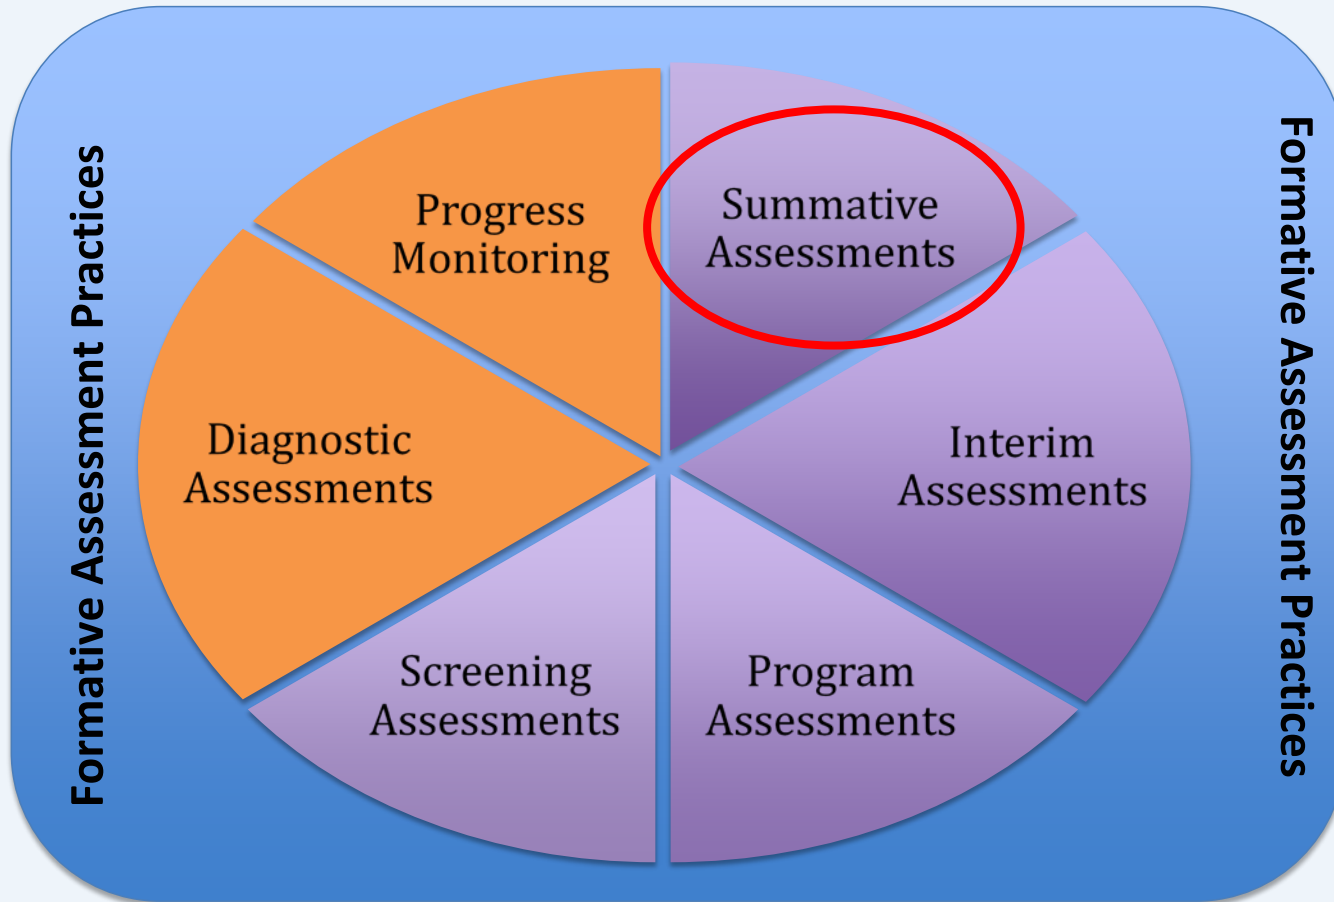 Formative Assessment Practices
Progress
Monitoring
Summative
Assessments
Diagnostic
Assessments
Interim
Assessments
Screening
Assessments
Program
Assessments
Formative Assessment Practices